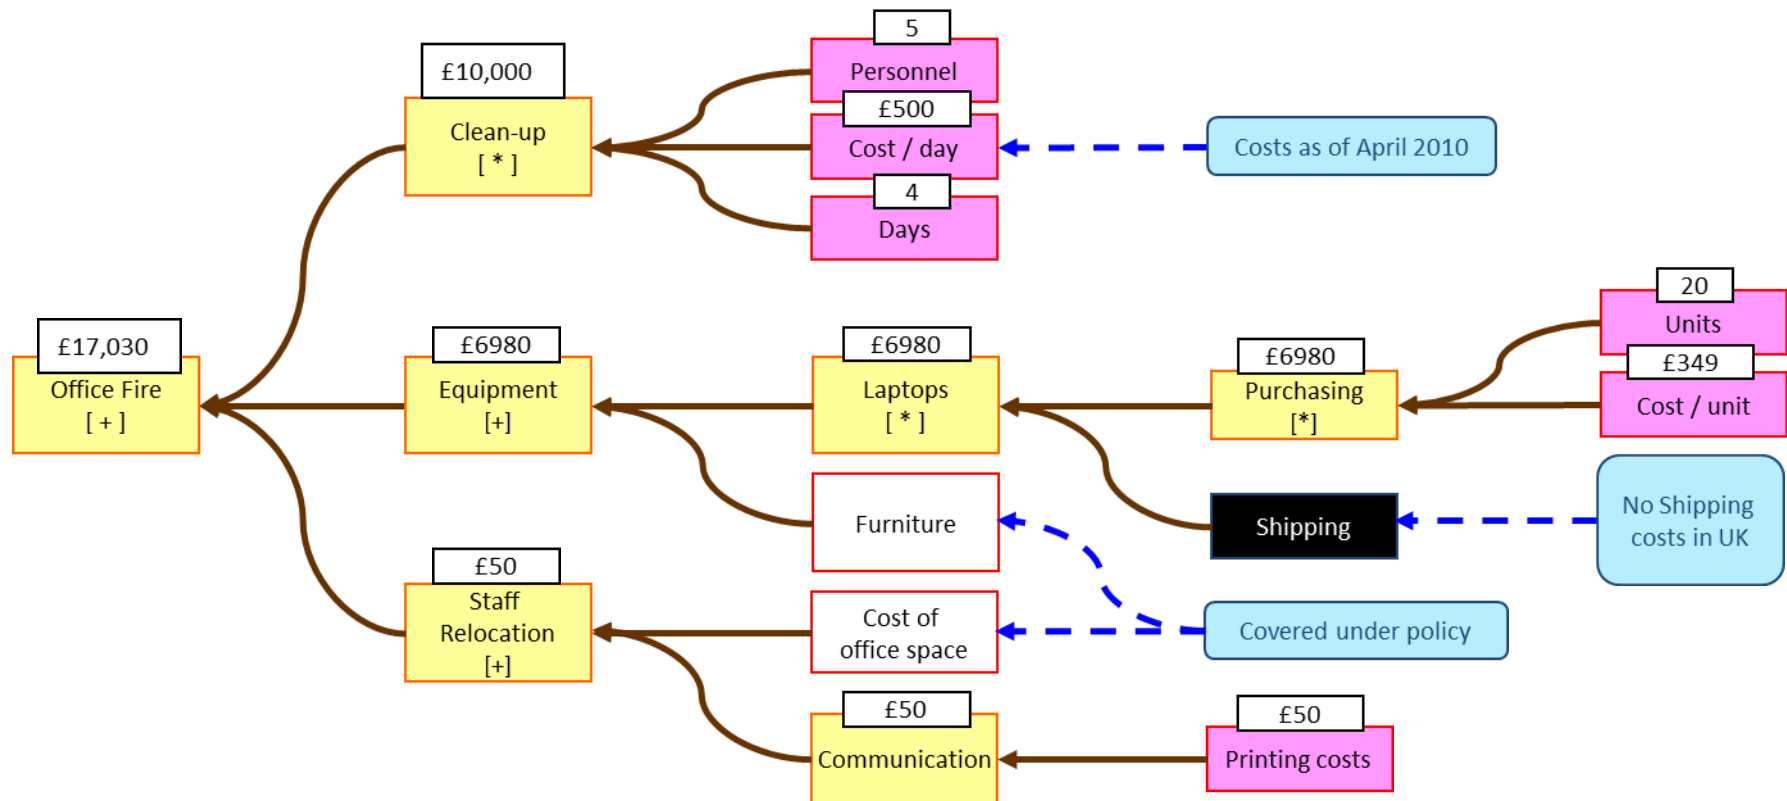 5
Personnel
£10,000
Clean-up
[ * ]
£500
Cost / day
Costs as of April 2010
4
Days
20
Units
£17,030
Office Fire
[ + ]
£6980
Equipment
[+]
£6980
Laptops
[ * ]
£6980
Purchasing
[*]
£349
Cost / unit
Furniture
Shipping
No Shipping
costs in UK
£50
Staff
Relocation
[+]
Cost of
office space
Covered under policy
£50
Communication
£50
Printing costs